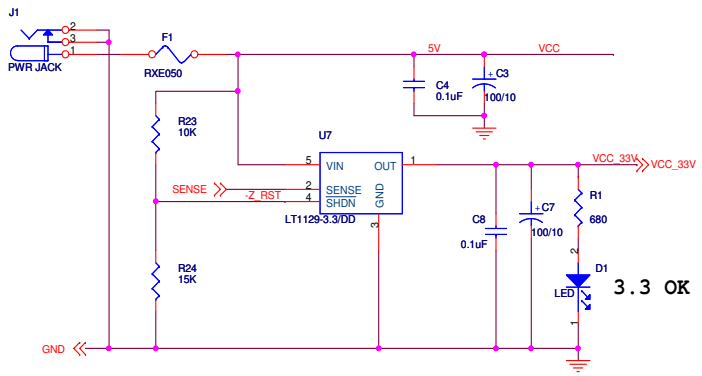 J1
2
3
1
PWR JACK
F1
RXE050
5V
VCC
C4
0.1uF
+
C3
100/10
R23
10K
U7
5
VIN
OUT
1
VCC_33V
VCC_33V
SENSE
2
SENSE
-Z_RST
4
SHDN
GND
3
LT1129-3.3/DD
C8
0.1uF
+
C7
100/10
R1
680
R24
15K
2
D1
LED
3.3 OK
1
GND